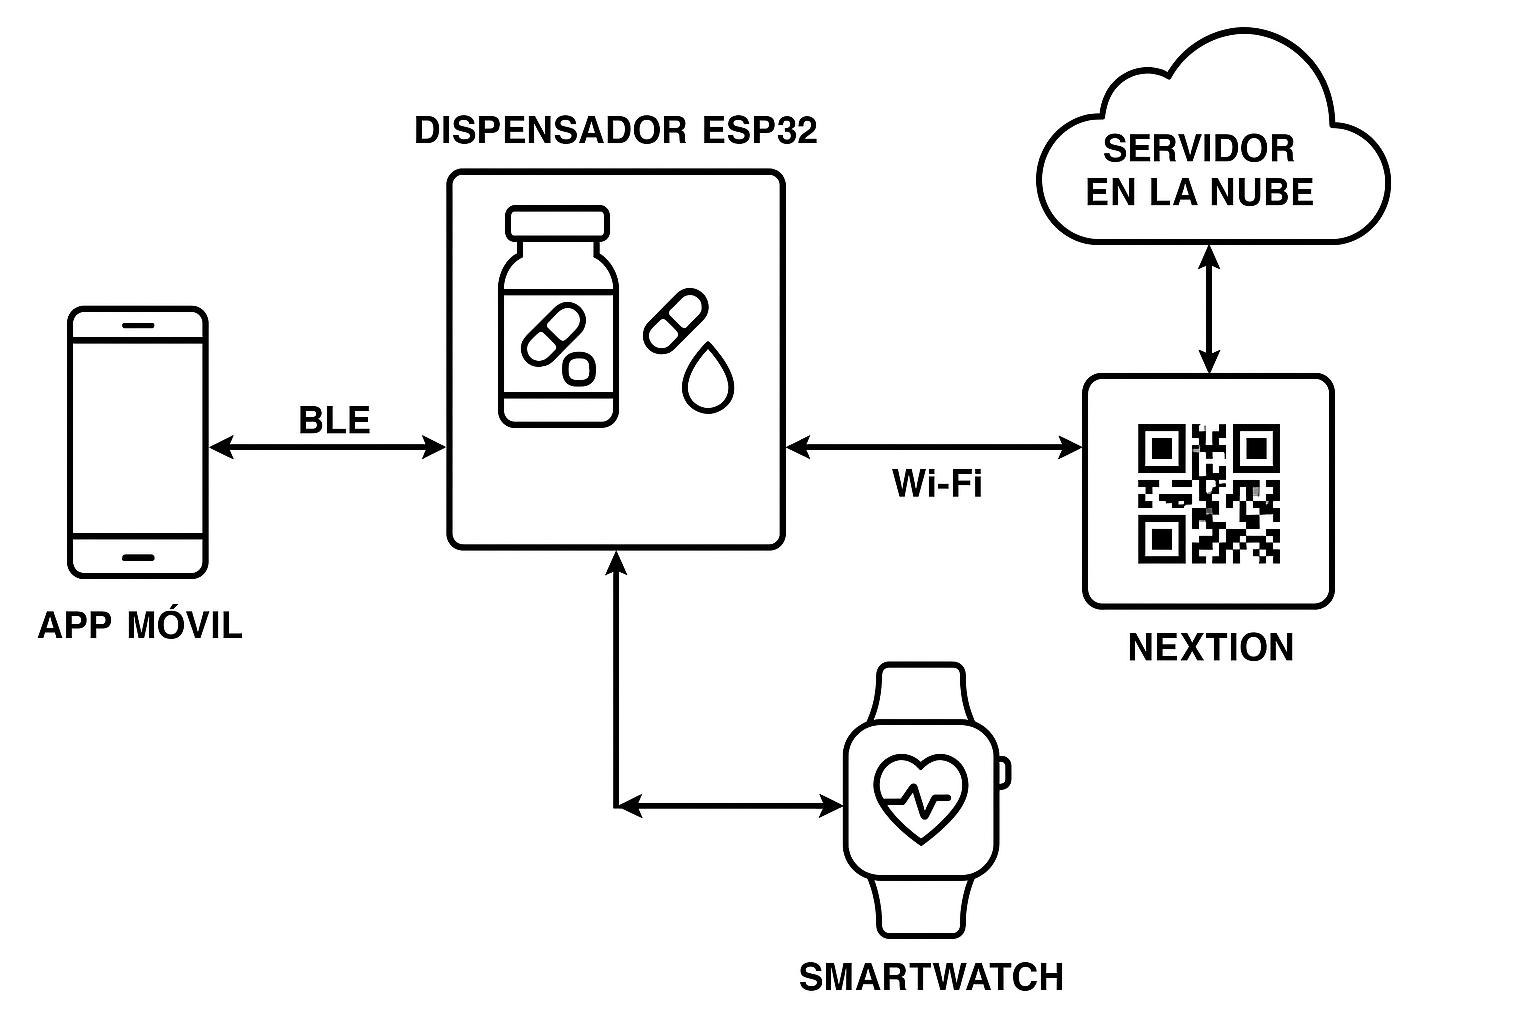 DISPENSADOR ESP32
SERVIDOR
EN LA NUBE
BLE
Wi-Fi
APP MÓVIL
NEXTION
SMARTWATCH